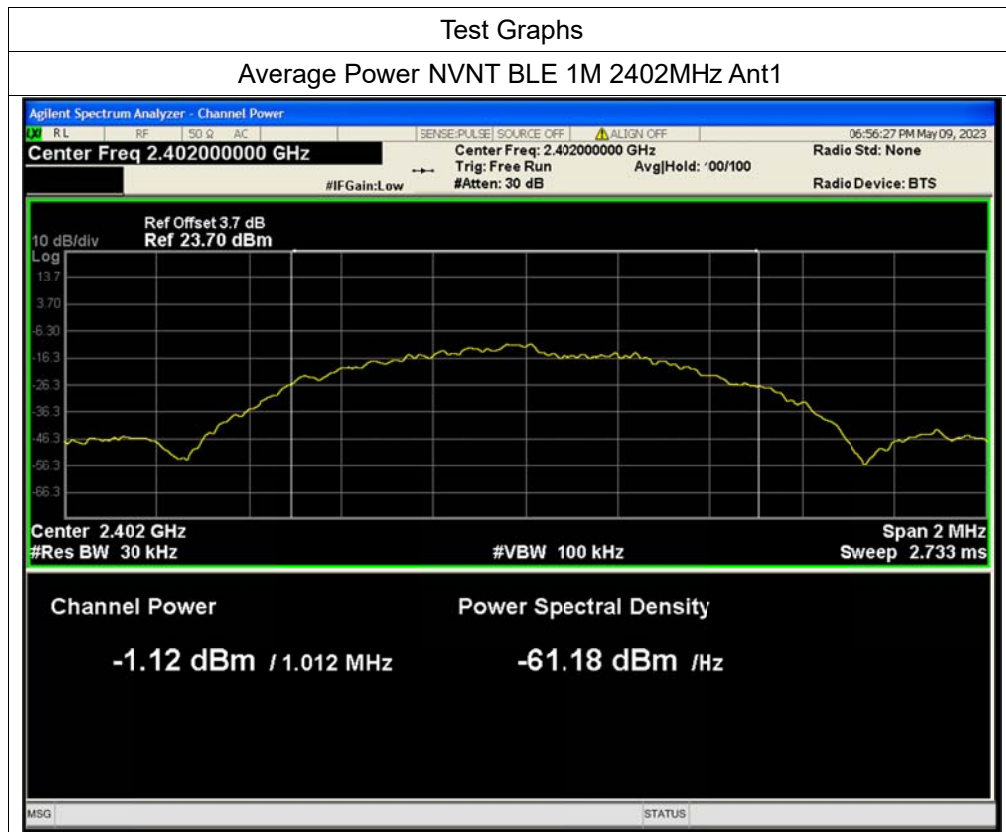 Test Graphs
Average Power NVNT BLE 1M 2402MHz Ant1
Agilent Spectrum Analyzer - Channel Power
LXI RL RF 50 Ω AC SENSE:PULSE SOURCE OFF ALIGN OFF 06:56:27 PM May 09, 2023
Center Freq 2.402000000 GHz Center Freq: 2.402000000 GHz Radio Std: None
Trig: Free Run Avg|Hold: 100/100
#IFGain:Low #Atten: 30 dB Radio Device: BTS
Ref Offset 3.7 dB
10 dB/div Ref 23.70 dBm
Log
13.7
3.70
-6.30
-16.3
-26.3
-36.3
-46.3
-56.3
-66.3
Center 2.402 GHz Span 2 MHz
#Res BW 30 kHz #VBW 100 kHz Sweep 2.733 ms
Channel Power Power Spectral Density
-1.12 dBm / 1.012 MHz -61.18 dBm /Hz
MSG STATUS